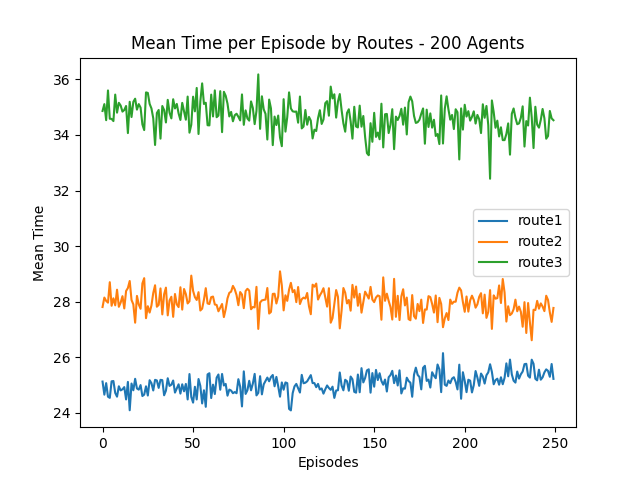 Mean Time per Episode by Routes - 200 Agents
Mean Time
36
34
32
30
28
26
24
route1
route2
route3
0
50
100
150
200
250
Episodes